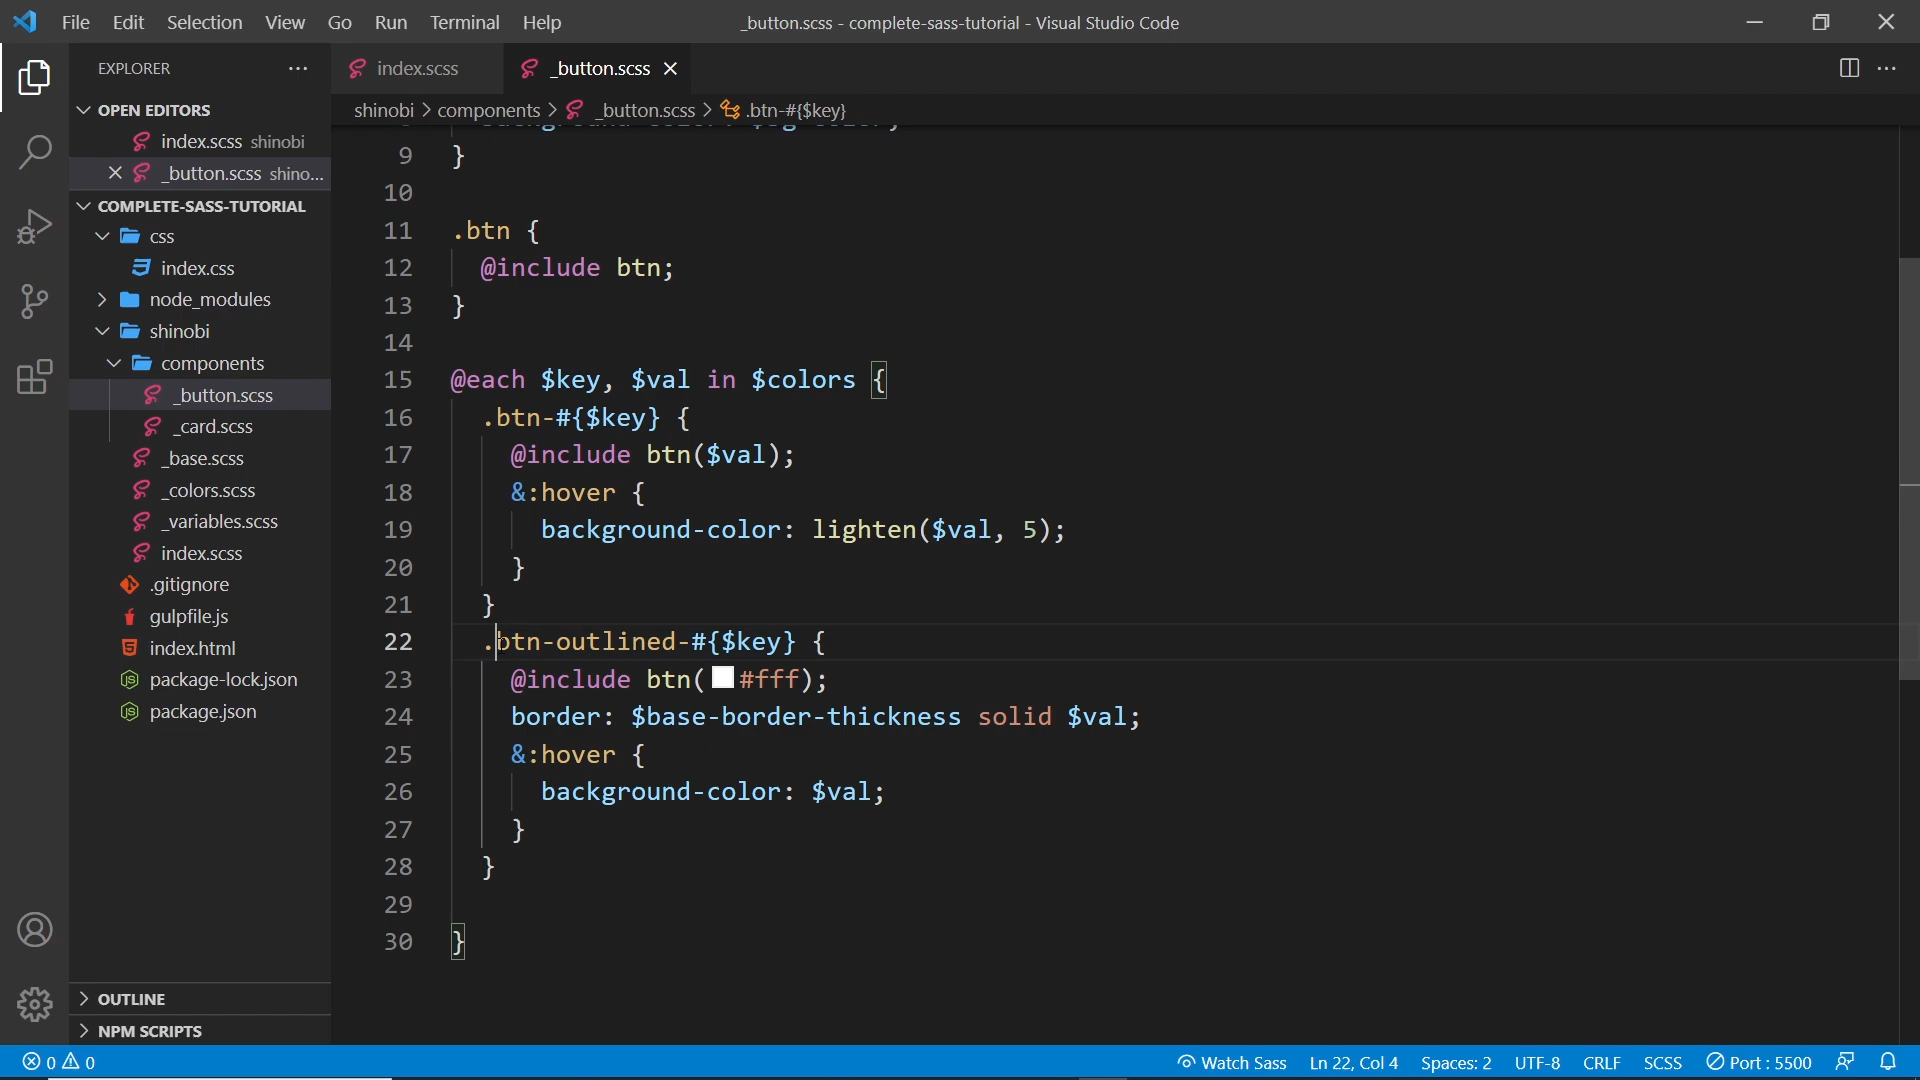 File Edit Selection View Go Run Terminal Help
_button.scss - complete-sass-tutorial - Visual Studio Code
EXPLORER ···
OPEN EDITORS
index.scss shinobi
_button.scss shino...
COMPLETE-SASS-TUTORIAL
css
index.css
node_modules
shinobi
components
_button.scss
_card.scss
_base.scss
_colors.scss
_variables.scss
index.scss
.gitignore
gulpfile.js
index.html
package-lock.json
package.json
OUTLINE
NPM SCRIPTS
index.scss
_button.scss
shinobi > components > _button.scss > .btn-#{$key}
9 }
10
11 .btn {
12 @include btn;
13 }
14
15 @each $key, $val in $colors {
16 .btn-#{$key} {
17 @include btn($val);
18 &:hover {
19 background-color: lighten($val, 5);
20 }
21 }
22 .btn-outlined-#{$key} {
23 @include btn(#fff);
24 border: $base-border-thickness solid $val;
25 &:hover {
26 background-color: $val;
27 }
28 }
29
30 }
0 0
Watch Sass Ln 22, Col 4 Spaces: 2 UTF-8 CRLF SCSS Port : 5500